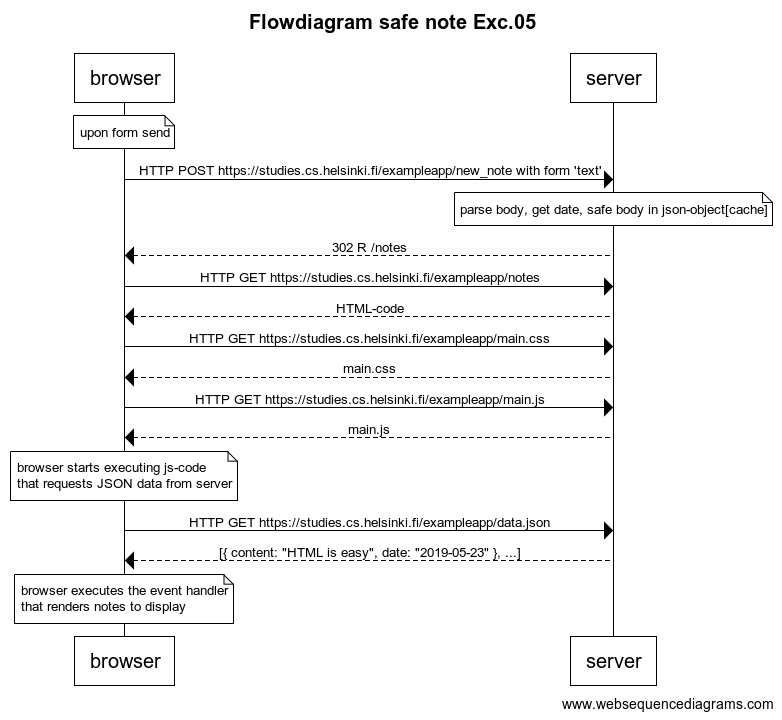 Flowdiagram safe note Exc.05
browser
server
upon form send
HTTP POST https://studies.cs.helsinki.fi/exampleapp/new_note with form 'text'
parse body, get date, safe body in json-object[cache]
302 R /notes
HTTP GET https://studies.cs.helsinki.fi/exampleapp/notes
HTML-code
HTTP GET https://studies.cs.helsinki.fi/exampleapp/main.css
main.css
HTTP GET https://studies.cs.helsinki.fi/exampleapp/main.js
main.js
browser starts executing js-code
that requests JSON data from server
HTTP GET https://studies.cs.helsinki.fi/exampleapp/data.json
[{ content: "HTML is easy", date: "2019-05-23" }, ...]
browser executes the event handler
that renders notes to display
browser
server
www.websequencediagrams.com